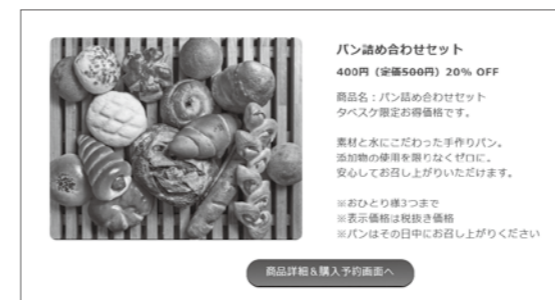 パン詰め合わせセット
400円（定価500円）20% OFF
商品名：パン詰め合わせセット
タベスケ限定お得価格です。
素材と水にこだわった手作りパン。
添加物の使用を限りなくゼロに。
安心してお召し上がりいただけます。
※おひとり様3つまで
※表示価格は税抜き価格
※パンはその日中にお召し上がりください
商品詳細＆購入予約画面へ